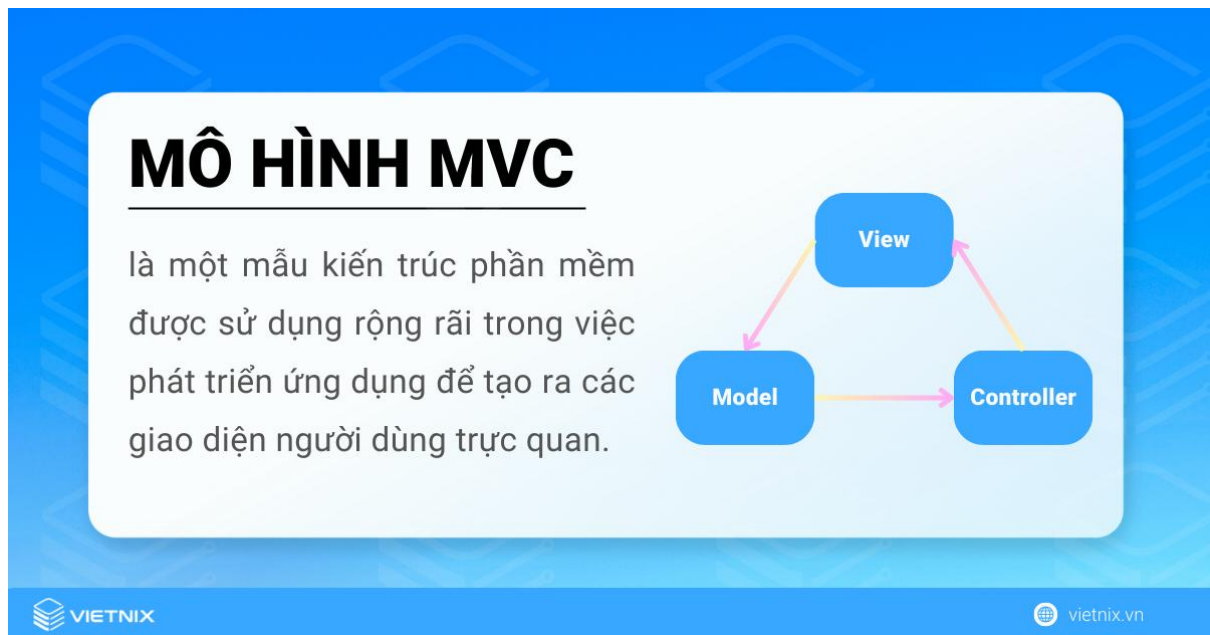 MÔ HÌNH MVC
là một mẫu kiến trúc phần mềm
được sử dụng rộng rãi trong việc
phát triển ứng dụng để tạo ra các
giao diện người dùng trực quan.
View
Model
Controller
VIETNIX
vietnix.vn